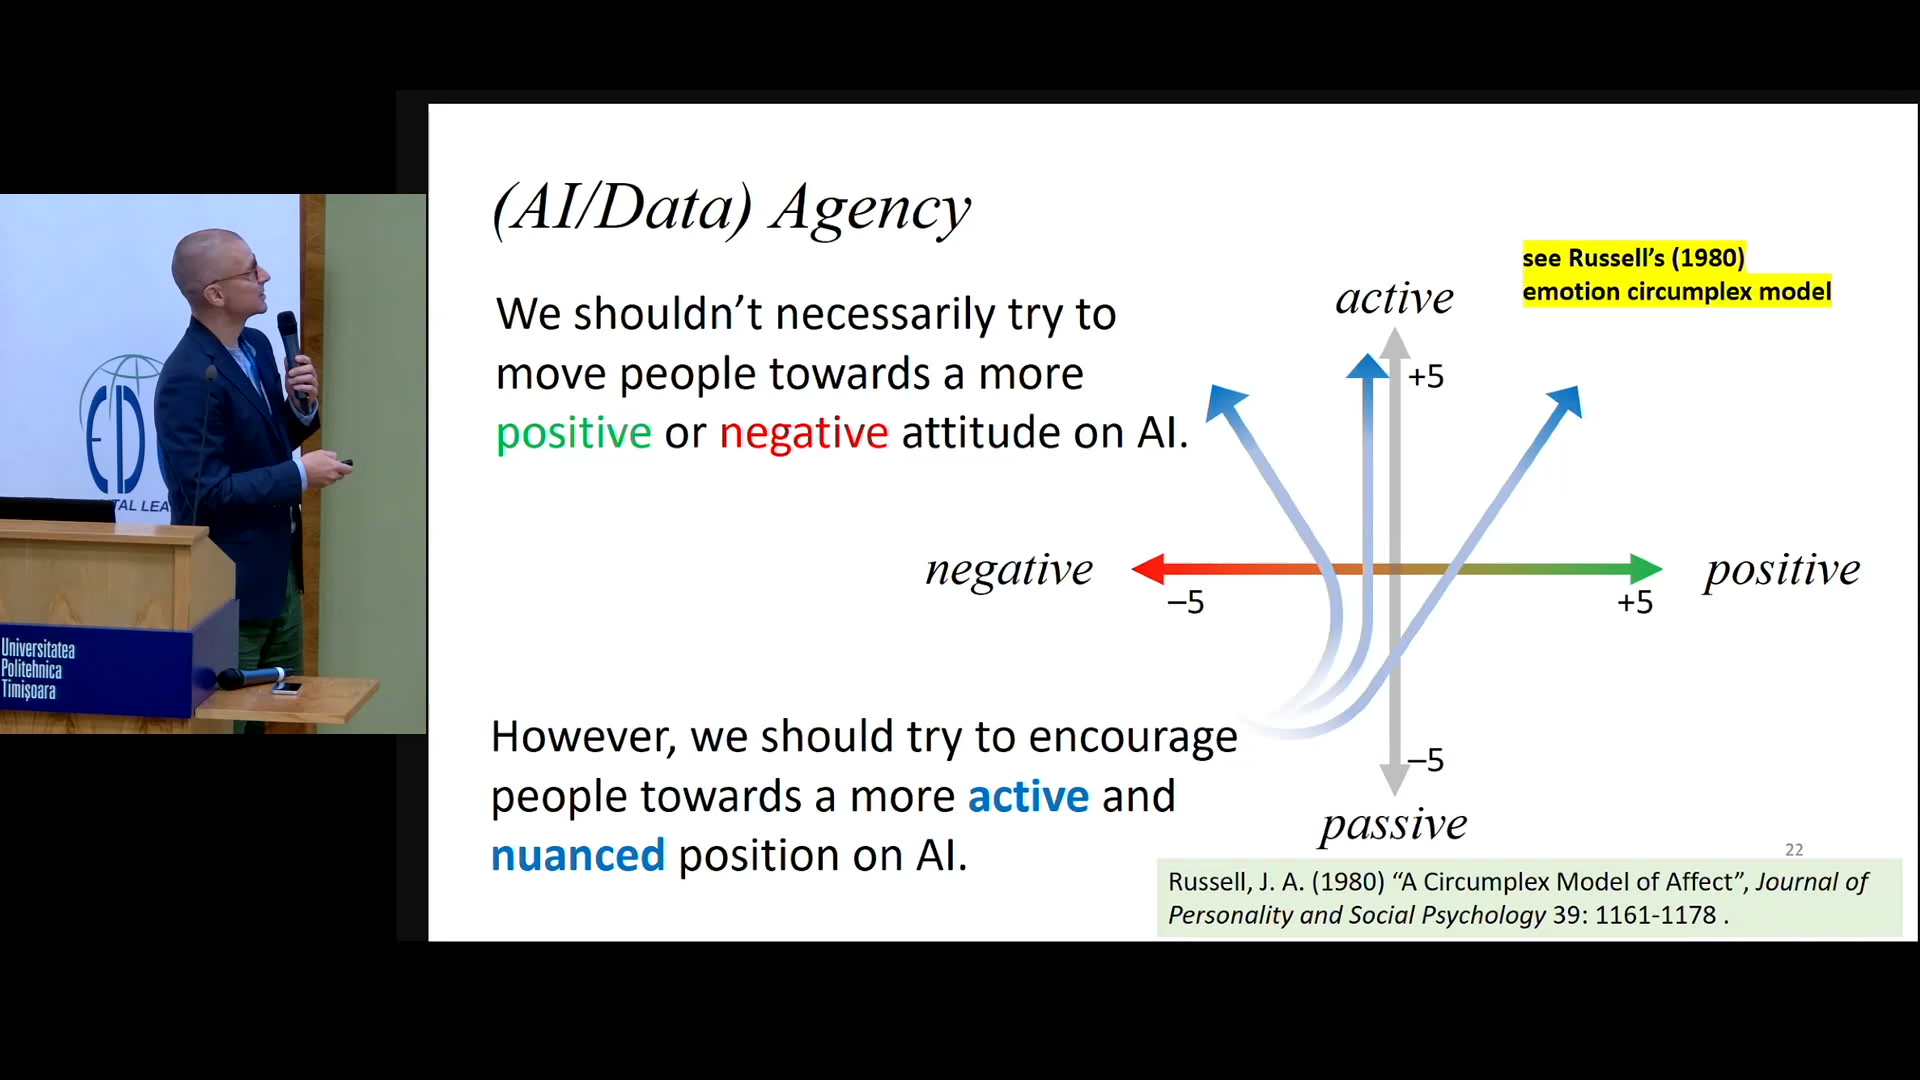 (AI/Data) Agency
We shouldn’t necessarily try to
move people towards a more
positive or negative attitude on AI.
see Russell’s (1980)
emotion circumplex model
active
+5
negative
–5
+5
positive
–5
passive
However, we should try to encourage
people towards a more active and
nuanced position on AI.
22
Russell, J. A. (1980) “A Circumplex Model of Affect”, Journal of
Personality and Social Psychology 39: 1161-1178 .
Universitatea
Politehnica
Timișoara